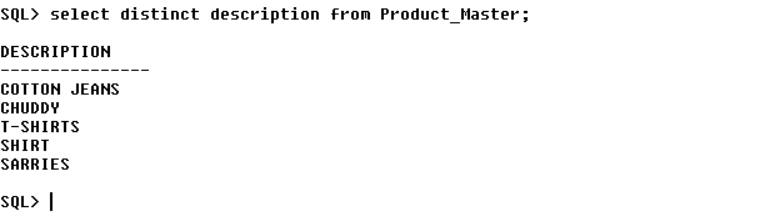 SQL> select distinct description from Product_Master;
DESCRIPTION
---------------
COTTON JEANS
CHUDDY
T-SHIRTS
SHIRT
SARRIES
SQL>